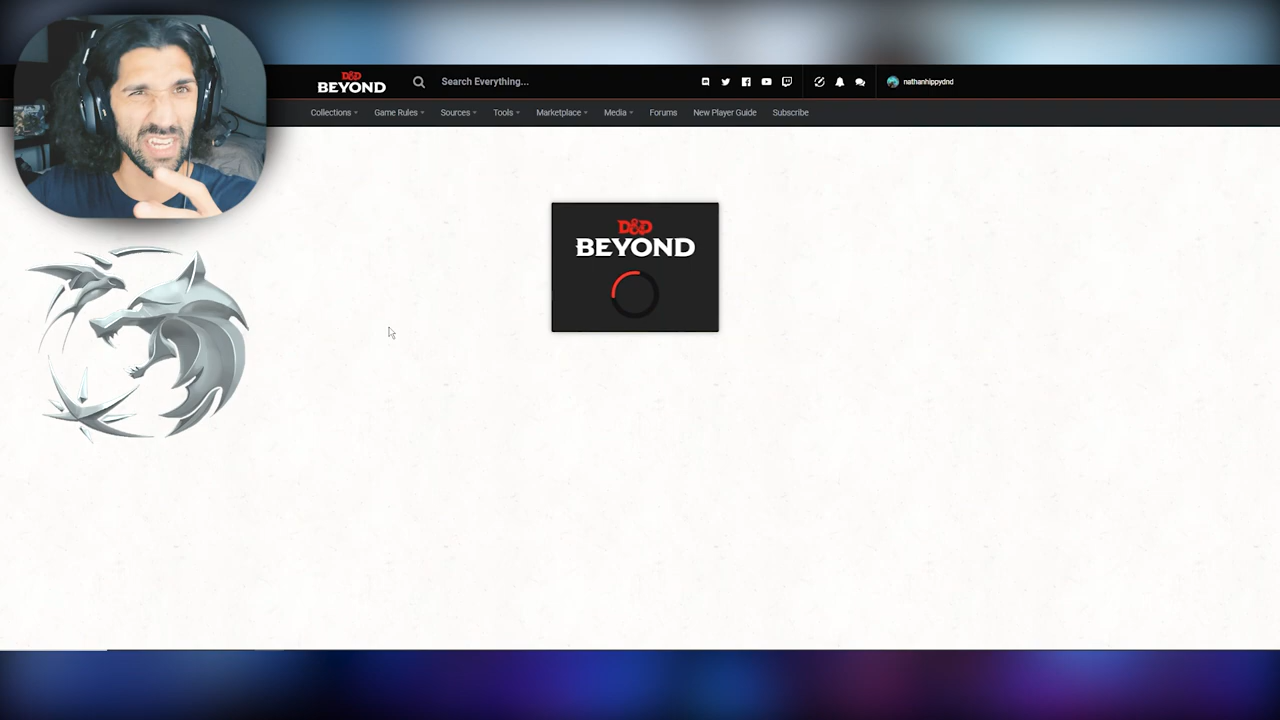 D&D
BEYOND
Search Everything...
nathanhippydnd
Collections
Game Rules
Sources
Tools
Marketplace
Media
Forums
New Player Guide
Subscribe
D&D
BEYOND